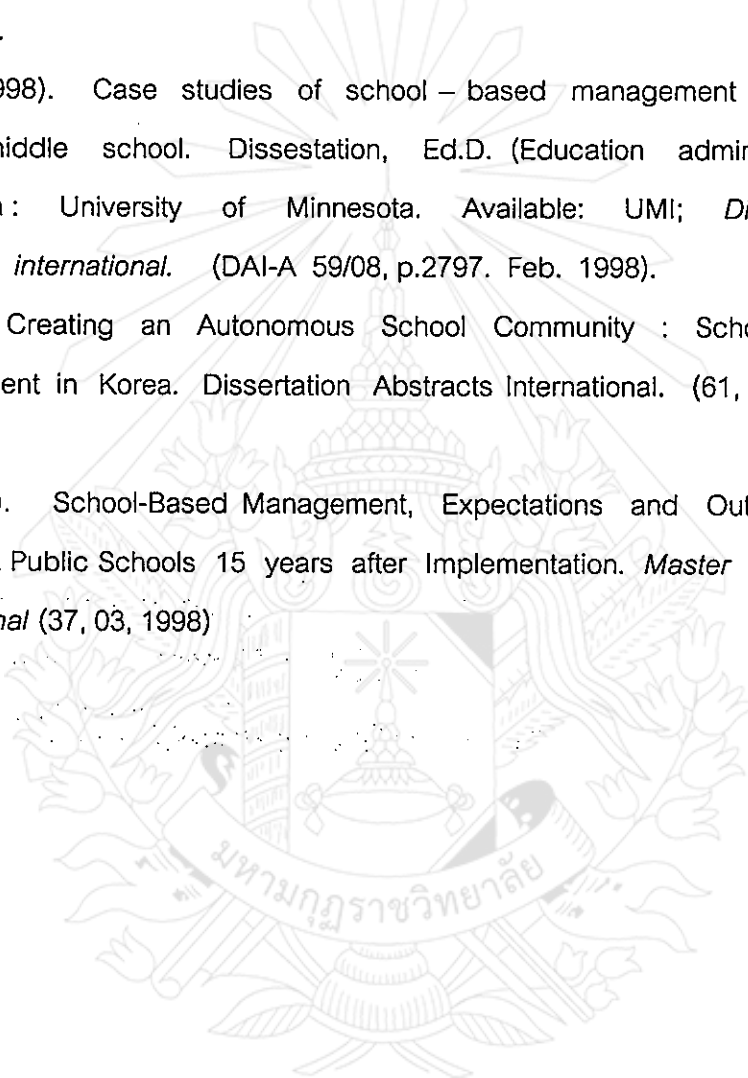 998). Case studies of school – based management
niddle school. Dissestation, Ed.D. (Education admin
: University of Minnesota. Available: UMI; Di
international. (DAI-A 59/08, p.2797. Feb. 1998).
Creating an Autonomous School Community : Scho
ent in Korea. Dissertation Abstracts International. (61,
. School-Based Management, Expectations and Out
Public Schools 15 years after Implementation. Master
nal (37, 03, 1998)
มหามกุฏราชวิทยาลัย